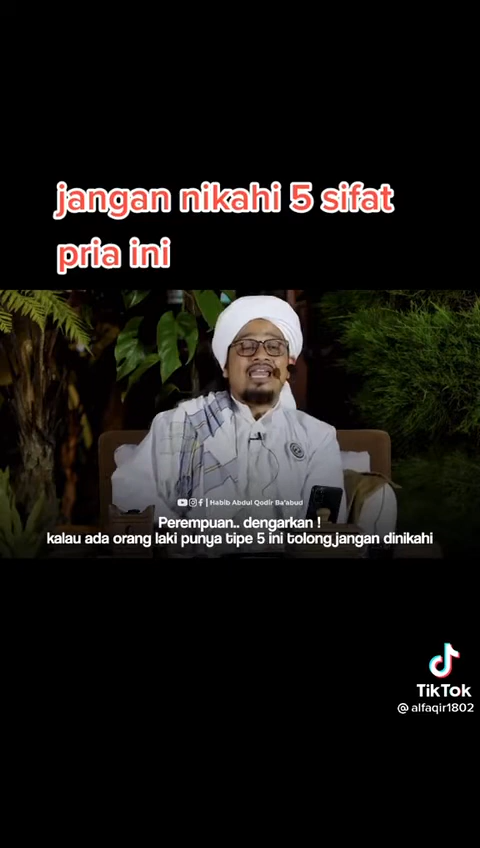 jangan nikahi 5 sifat
pria ini
| Habib Abdul Qodir Ba'abud
Perempuan.. dengarkan !
kalau ada orang laki punya tipe 5 ini tolong jangan dinikahi
TikTok
@ alfaqir1802